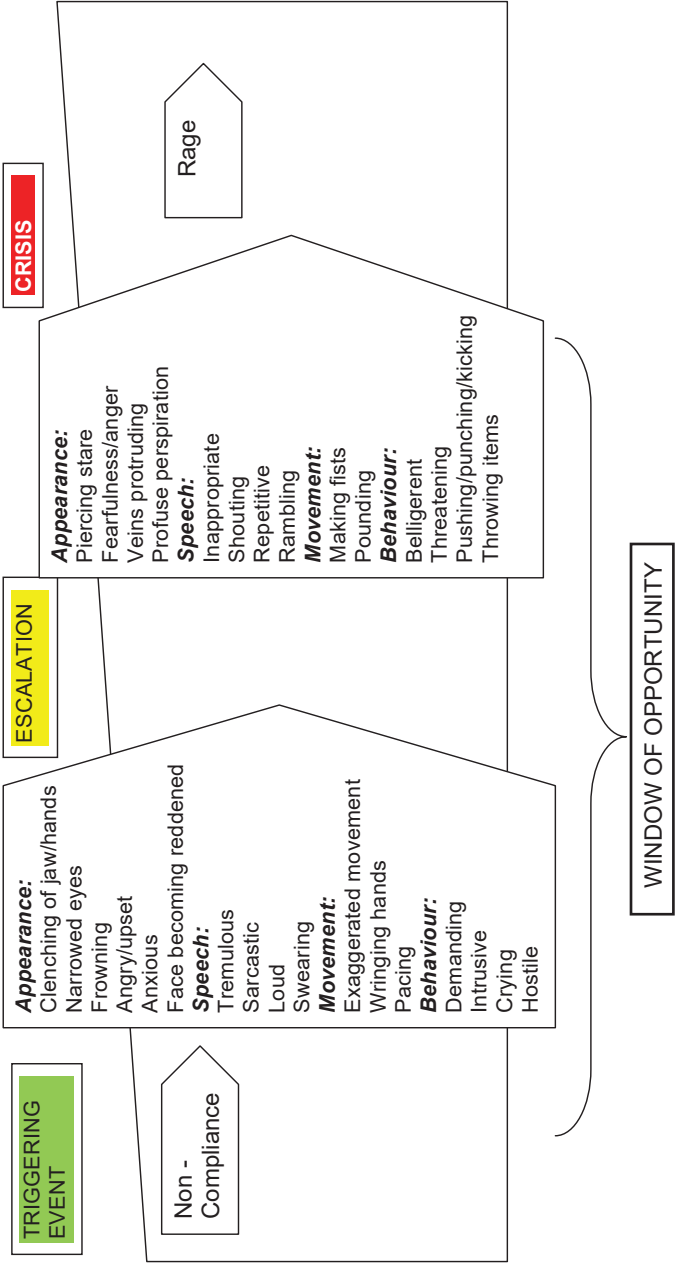 TRIGGERING
EVENT
ESCALATION
CRISIS
Non -
Compliance
Appearance:
Clenching of jaw/hands
Narrowed eyes
Frowning
Angry/upset
Anxious
Face becoming reddened
Speech:
Tremulous
Sarcastic
Loud
Swearing
Movement:
Exaggerated movement
Wringing hands
Pacing
Behaviour:
Demanding
Intrusive
Crying
Hostile
Appearance:
Piercing stare
Fearfulness/anger
Veins protruding
Profuse perspiration
Speech:
Inappropriate
Shouting
Repetitive
Rambling
Movement:
Making fists
Pounding
Behaviour:
Belligerent
Threatening
Pushing/punching/kicking
Throwing items
Rage
WINDOW OF OPPORTUNITY